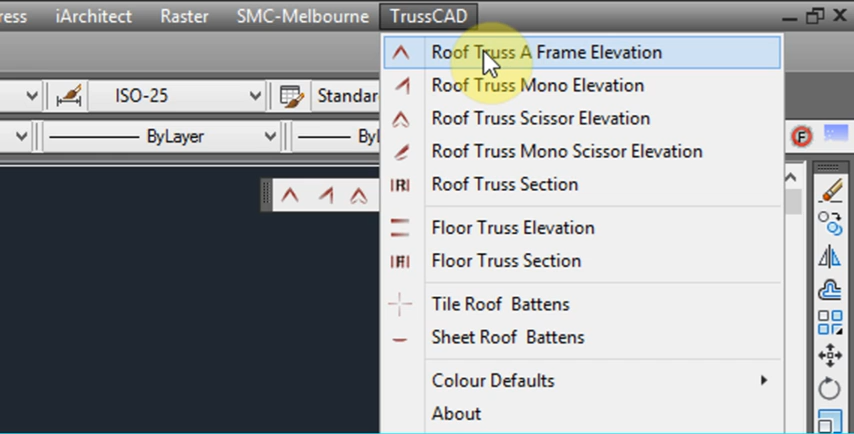 ress iArchitect Raster SMC-Melbourne TrussCAD
Roof Truss A Frame Elevation
ISO-25 Standar
Roof Truss Mono Elevation
Roof Truss Scissor Elevation
ByLayer ByL
Roof Truss Mono Scissor Elevation
Roof Truss Section
Floor Truss Elevation
Floor Truss Section
Tile Roof Battens
Sheet Roof Battens
Colour Defaults
About